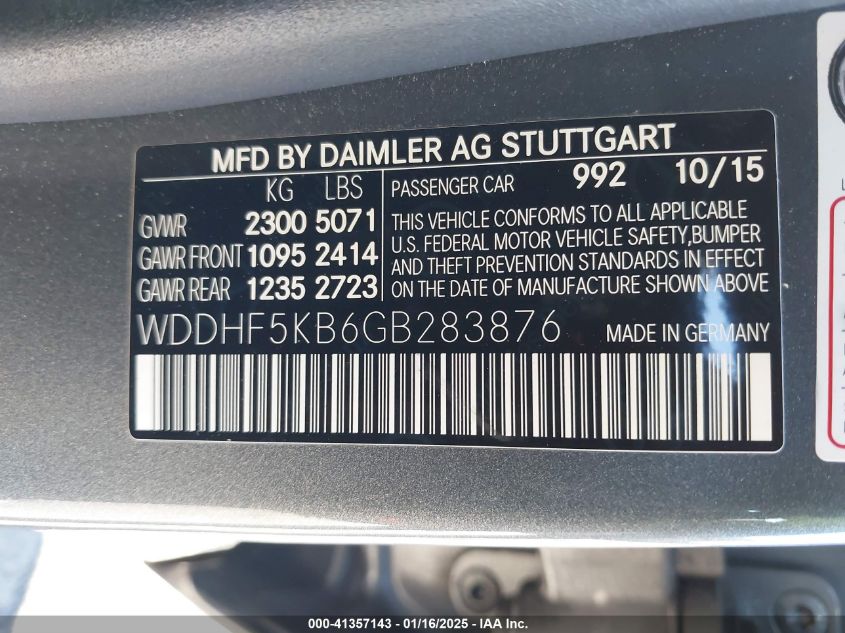 MFD BY DAIMLER AG STUTTGART
KG LBS
GVWR 2300 5071
GAWR FRONT 1095 2414
GAWR REAR 1235 2723
PASSENGER CAR 992 10/15
THIS VEHICLE CONFORMS TO ALL APPLICABLE
U.S. FEDERAL MOTOR VEHICLE SAFETY,BUMPER
AND THEFT PREVENTION STANDARDS IN EFFECT
ON THE DATE OF MANUFACTURE SHOWN ABOVE
WDDHF5KB6GB283876 MADE IN GERMANY
000-41357143 - 01/16/2025 - IAA Inc.